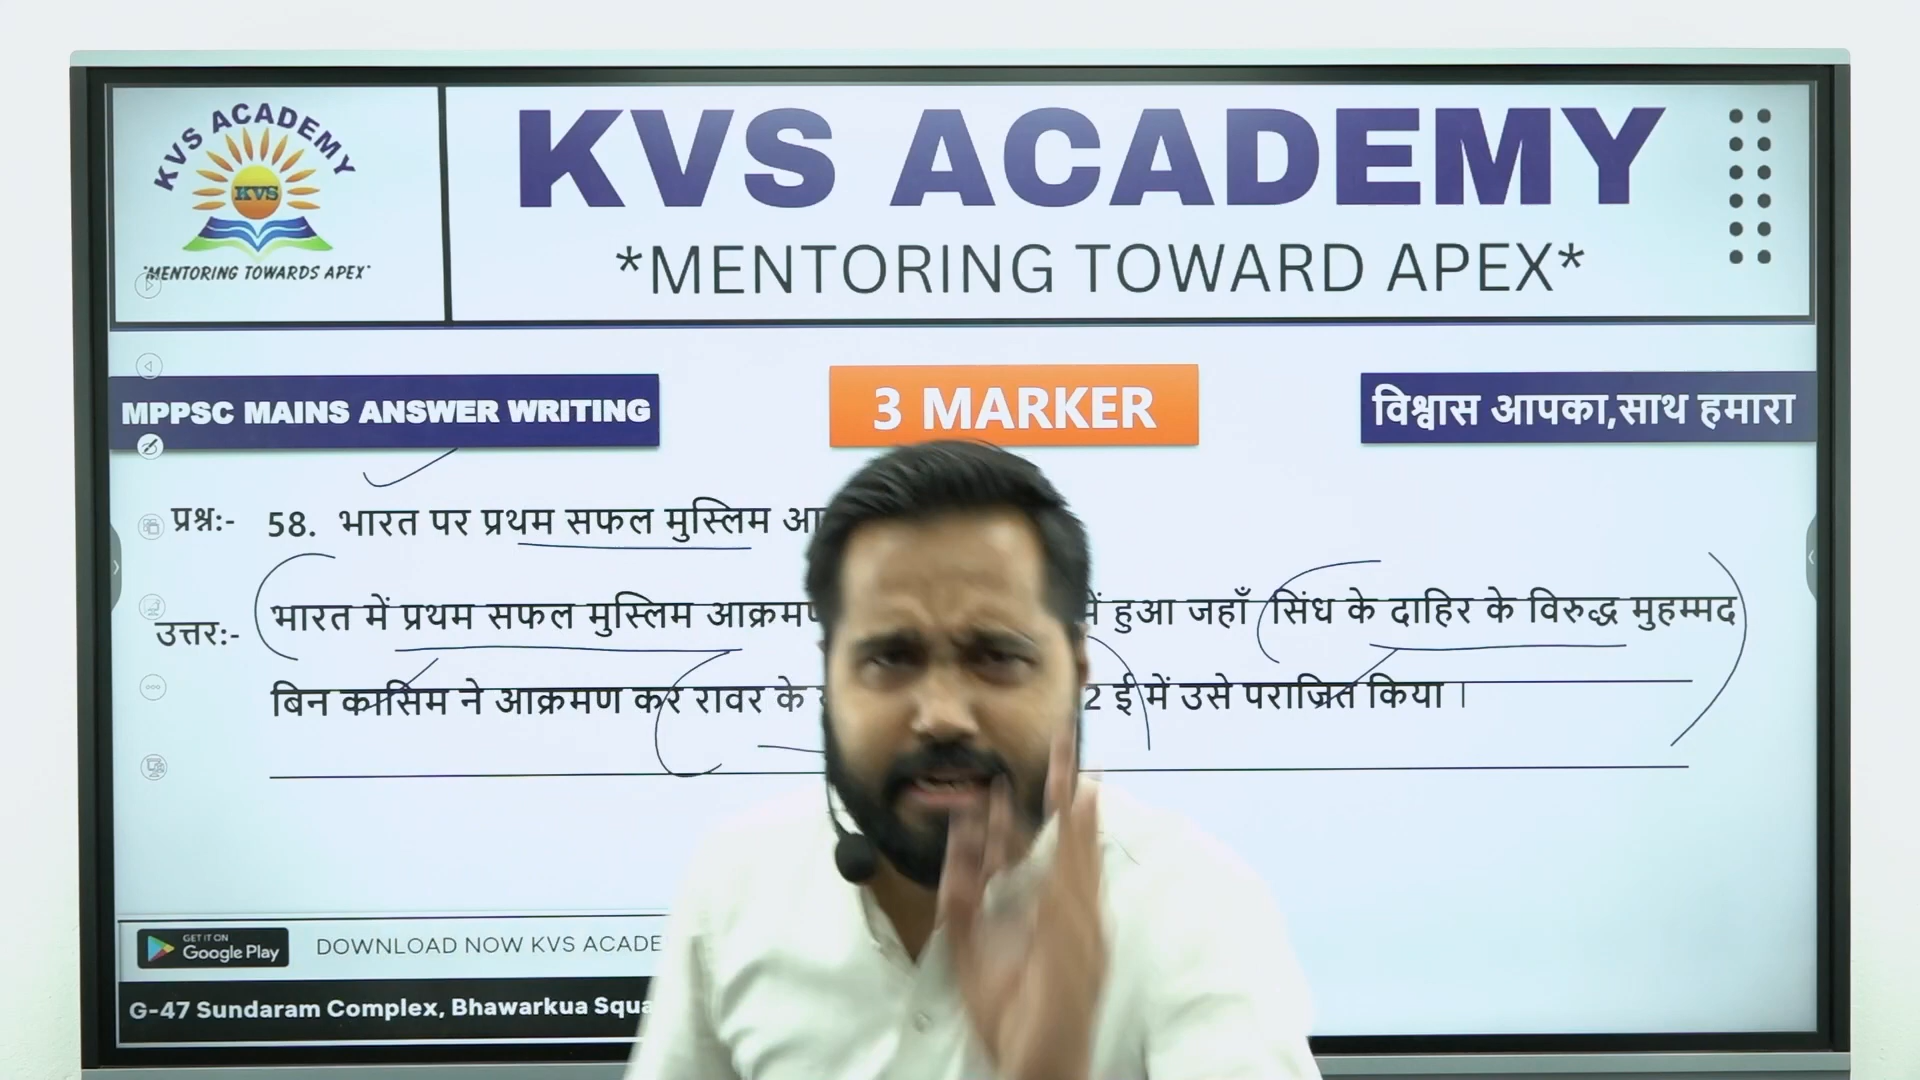 KVS ACADEMY
KVS
"MENTORING TOWARDS APEX"
KVS ACADEMY
*MENTORING TOWARD APEX*
MPPSC MAINS ANSWER WRITING
3 MARKER
विश्वास आपका,साथ हमारा
प्रश्न:- 58. भारत पर प्रथम सफल मुस्लिम
उत्तर:- भारत में प्रथम सफल मुस्लिम हुआ जहाँ सिंध के दाहिर के विरुद्ध मुहम्मद
बिन कासिम ने आक्रमण कर रावर के 2 ई में उसे पराजित किया।
GET IT ON
Google Play
DOWNLOAD NOW KVS
G-47 Sundaram Complex, Bhawarkua